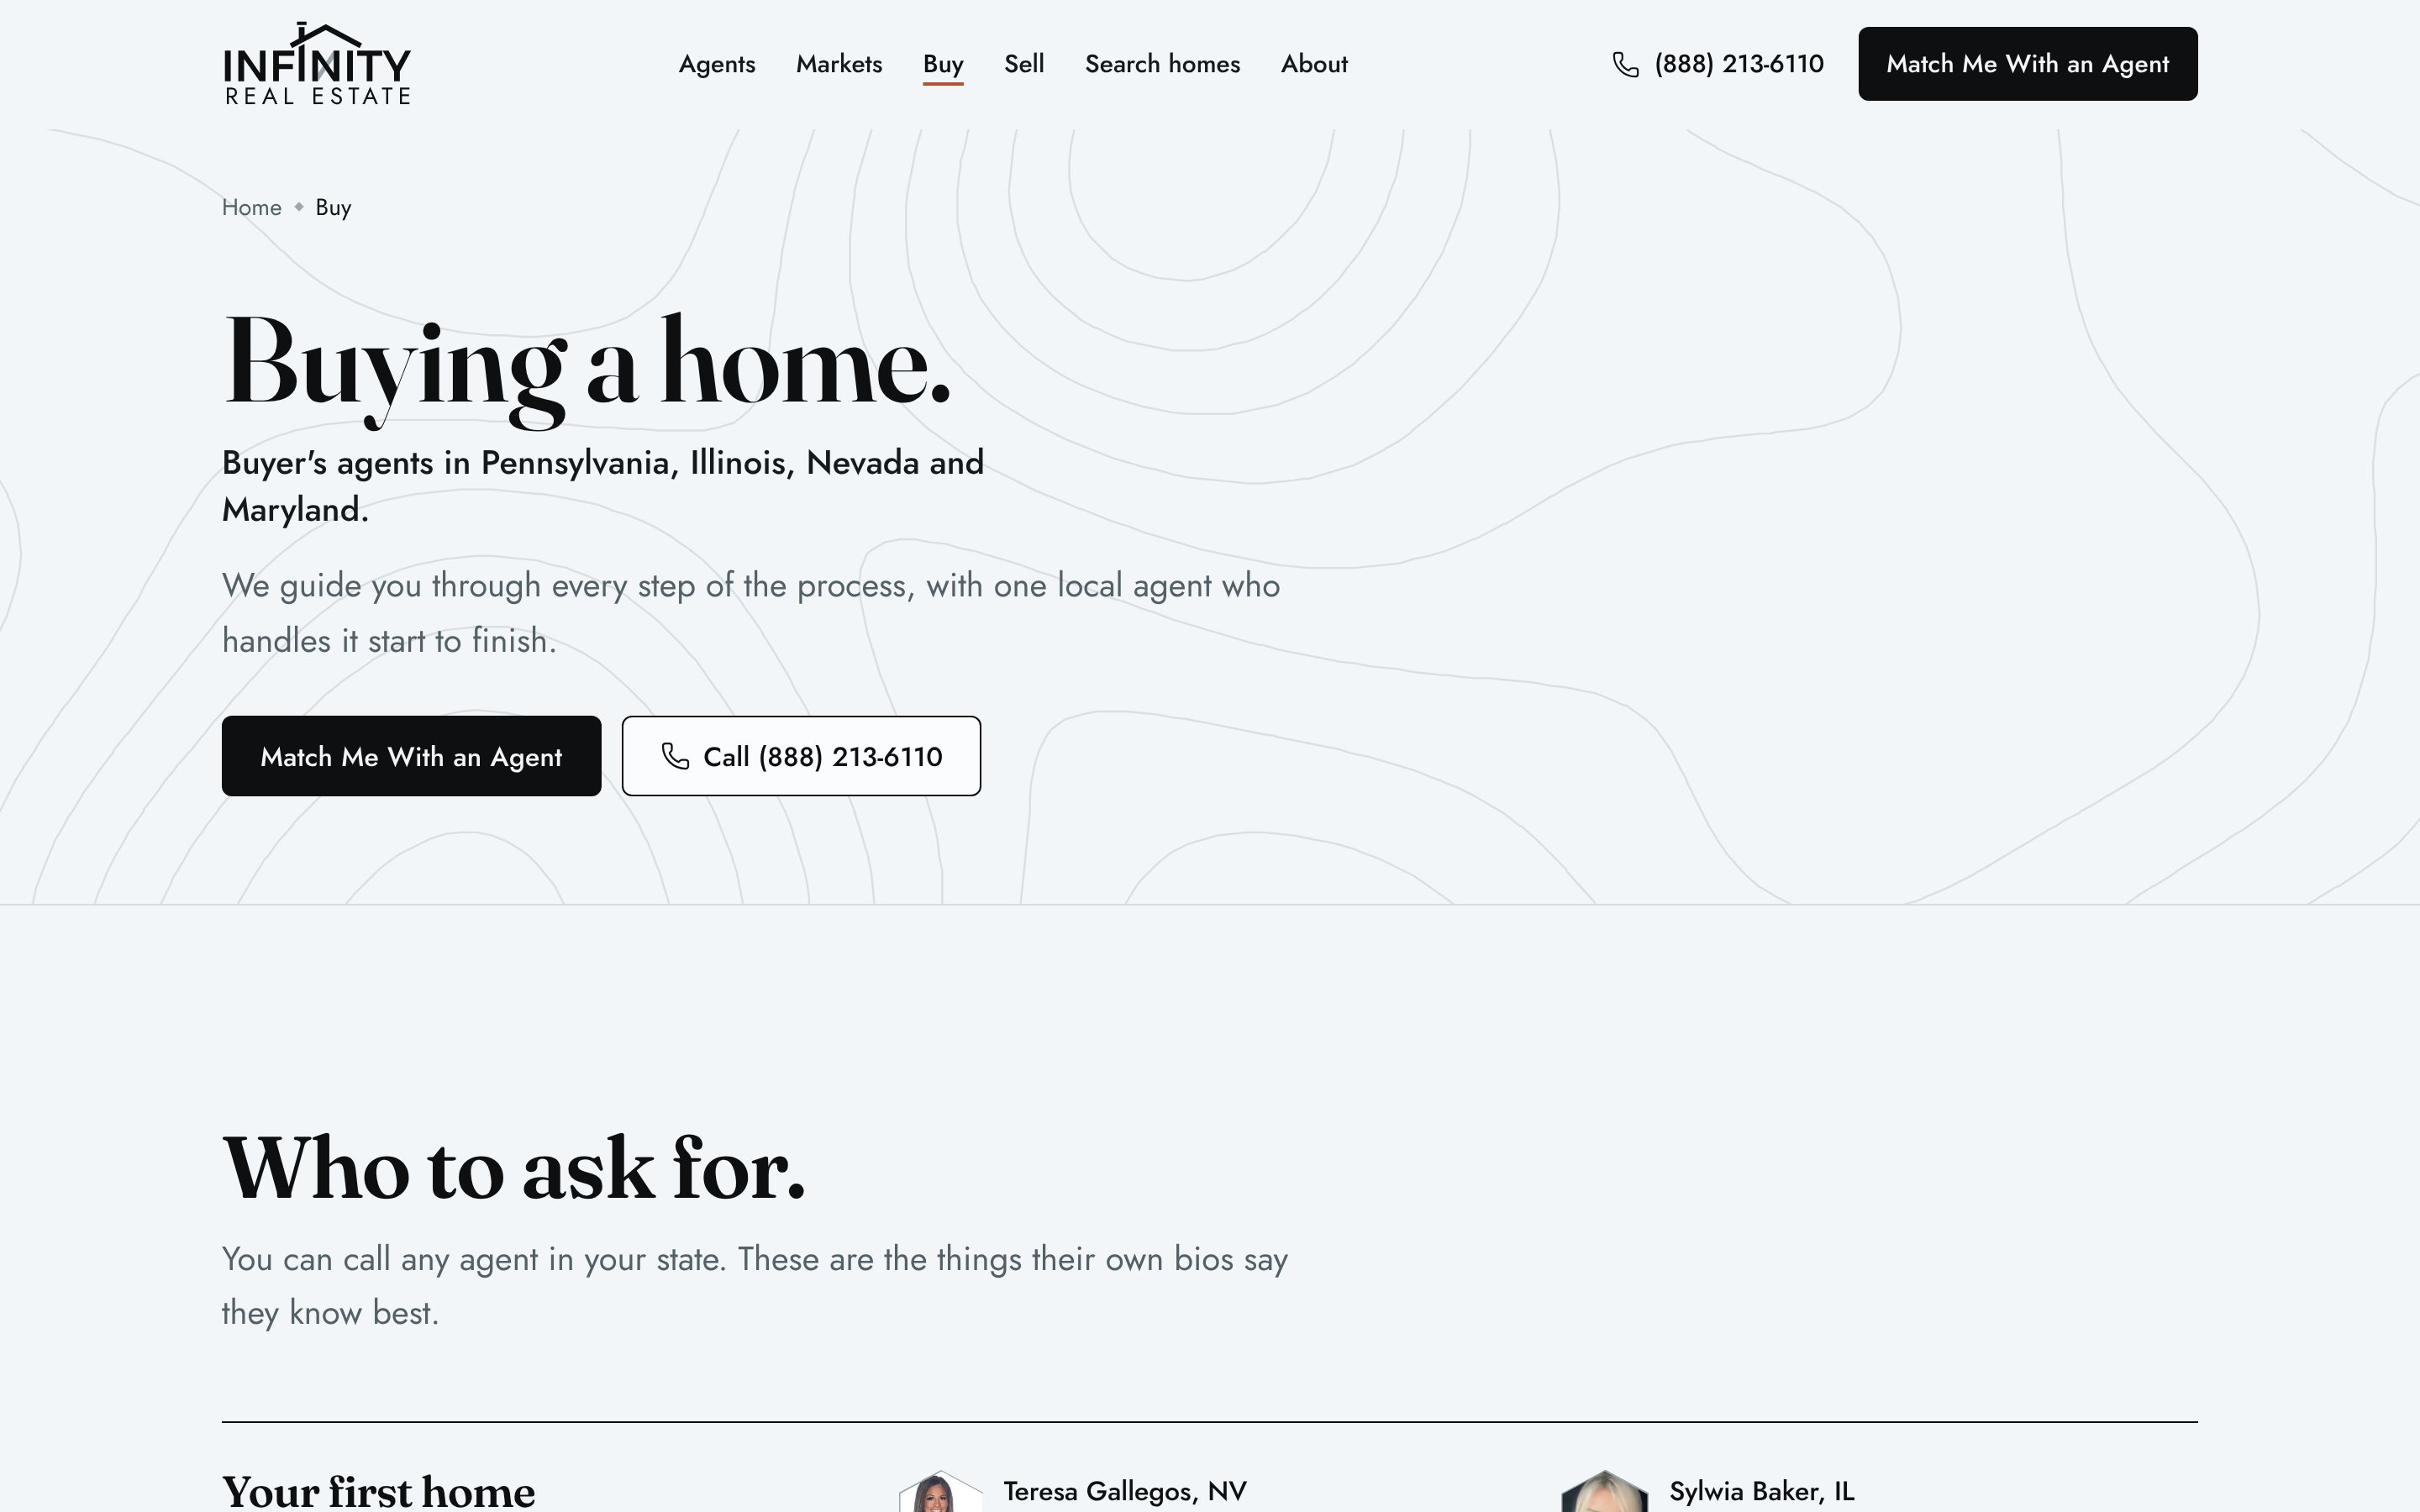 INFINITY
REAL ESTATE
Agents
Markets
Buy
Sell
Search homes
About
(888) 213-6110
Match Me With an Agent
Home
Buy
Buying a home.
Buyer's agents in Pennsylvania, Illinois, Nevada and
Maryland.
We guide you through every step of the process, with one local agent who
handles it start to finish.
Match Me With an Agent
Call (888) 213-6110
Who to ask for.
You can call any agent in your state. These are the things their own bios say
they know best.
Your first home
Teresa Gallegos, NV
Sylwia Baker, IL